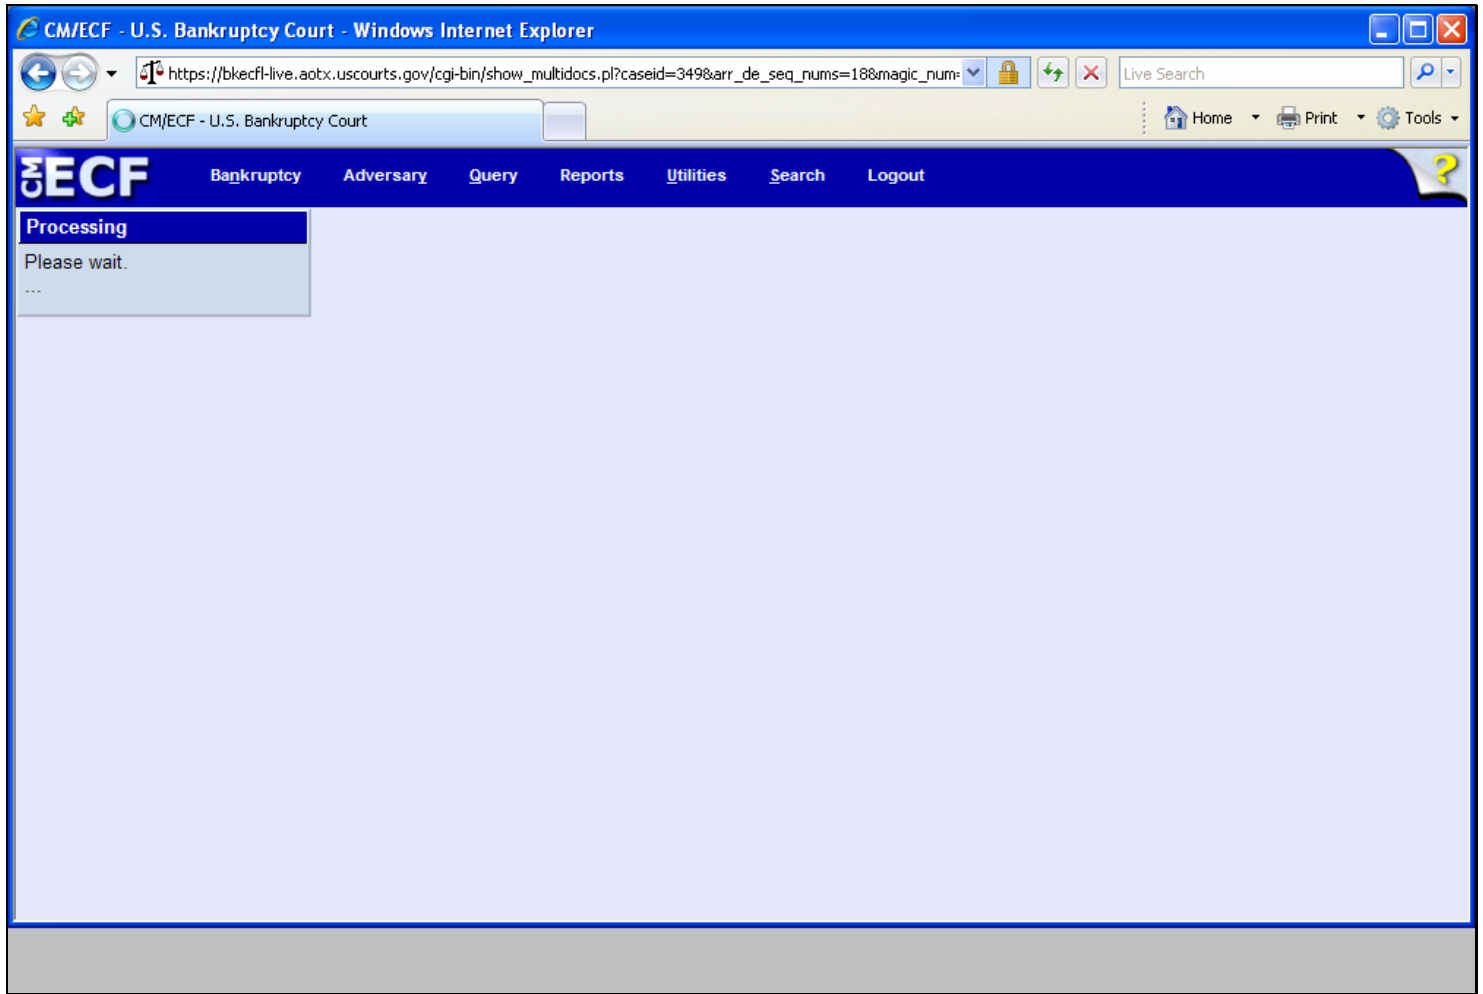 CM/ECF - U.S. Bankruptcy Court - Windows Internet Explorer
https://bkecfl-live.aotx.uscourts.gov/cgi-bin/show_multidocs.pl?caseid=349&arr_de_seq_nums=18&magic_num=
Live Search
CM/ECF - U.S. Bankruptcy Court
Home
Print
Tools
CM ECF
Bankruptcy
Adversary
Query
Reports
Utilities
Search
Logout
?
Processing
Please wait.
---